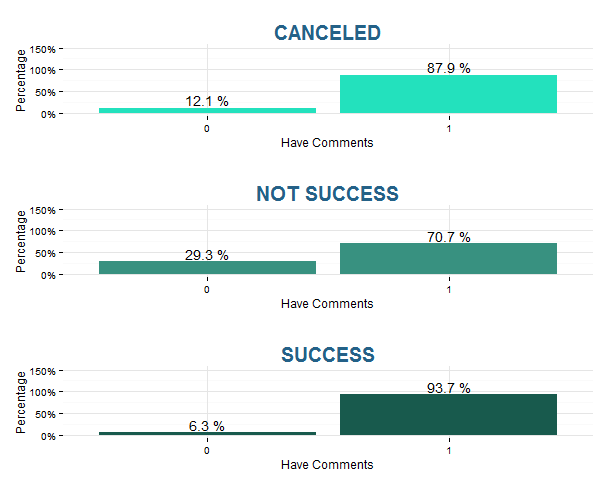 CANCELED
Percentage
150%
100%
50%
0%
12.1 %
87.9 %
0
1
Have Comments
NOT SUCCESS
Percentage
150%
100%
50%
0%
29.3 %
70.7 %
0
1
Have Comments
SUCCESS
Percentage
150%
100%
50%
0%
6.3 %
93.7 %
0
1
Have Comments